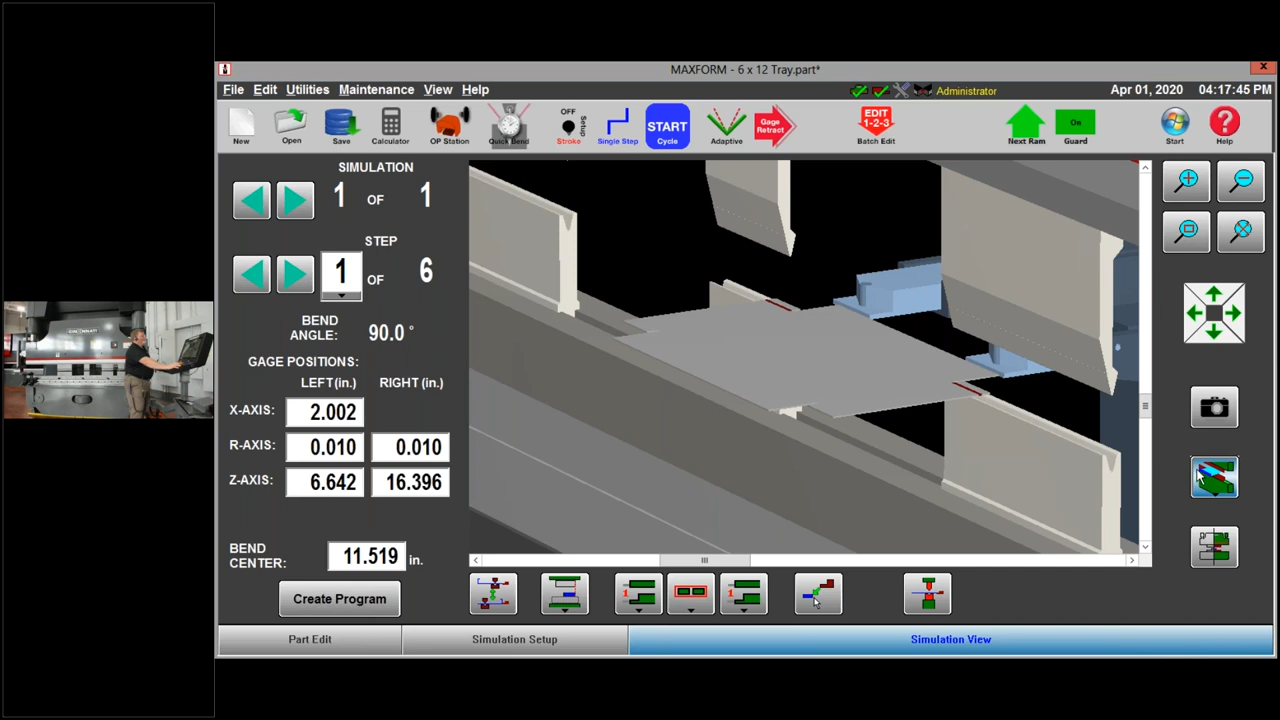 MAXFORM - 6 x 12 Tray.part*
File Edit Utilities Maintenance View Help
Administrator
Apr 01, 2020 04:17:45 PM
New
Open
Save
Calculator
OP Station
Quick Bend
OFF
Setup
Stroke
Single Step
START
Cycle
Adaptive
Gage
Retract
EDIT
1-2-3
Batch Edit
Next Ram
On
Guard
Start
Help
SIMULATION
1 OF 1
STEP
1 OF 6
BEND
ANGLE: 90.0 °
GAGE POSITIONS:
LEFT(in.) RIGHT (in.)
X-AXIS: 2.002
R-AXIS: 0.010 0.010
Z-AXIS: 6.642 16.396
BEND
CENTER: 11.519 in.
Create Program
1
1
Part Edit
Simulation Setup
Simulation View
CINCINNATI